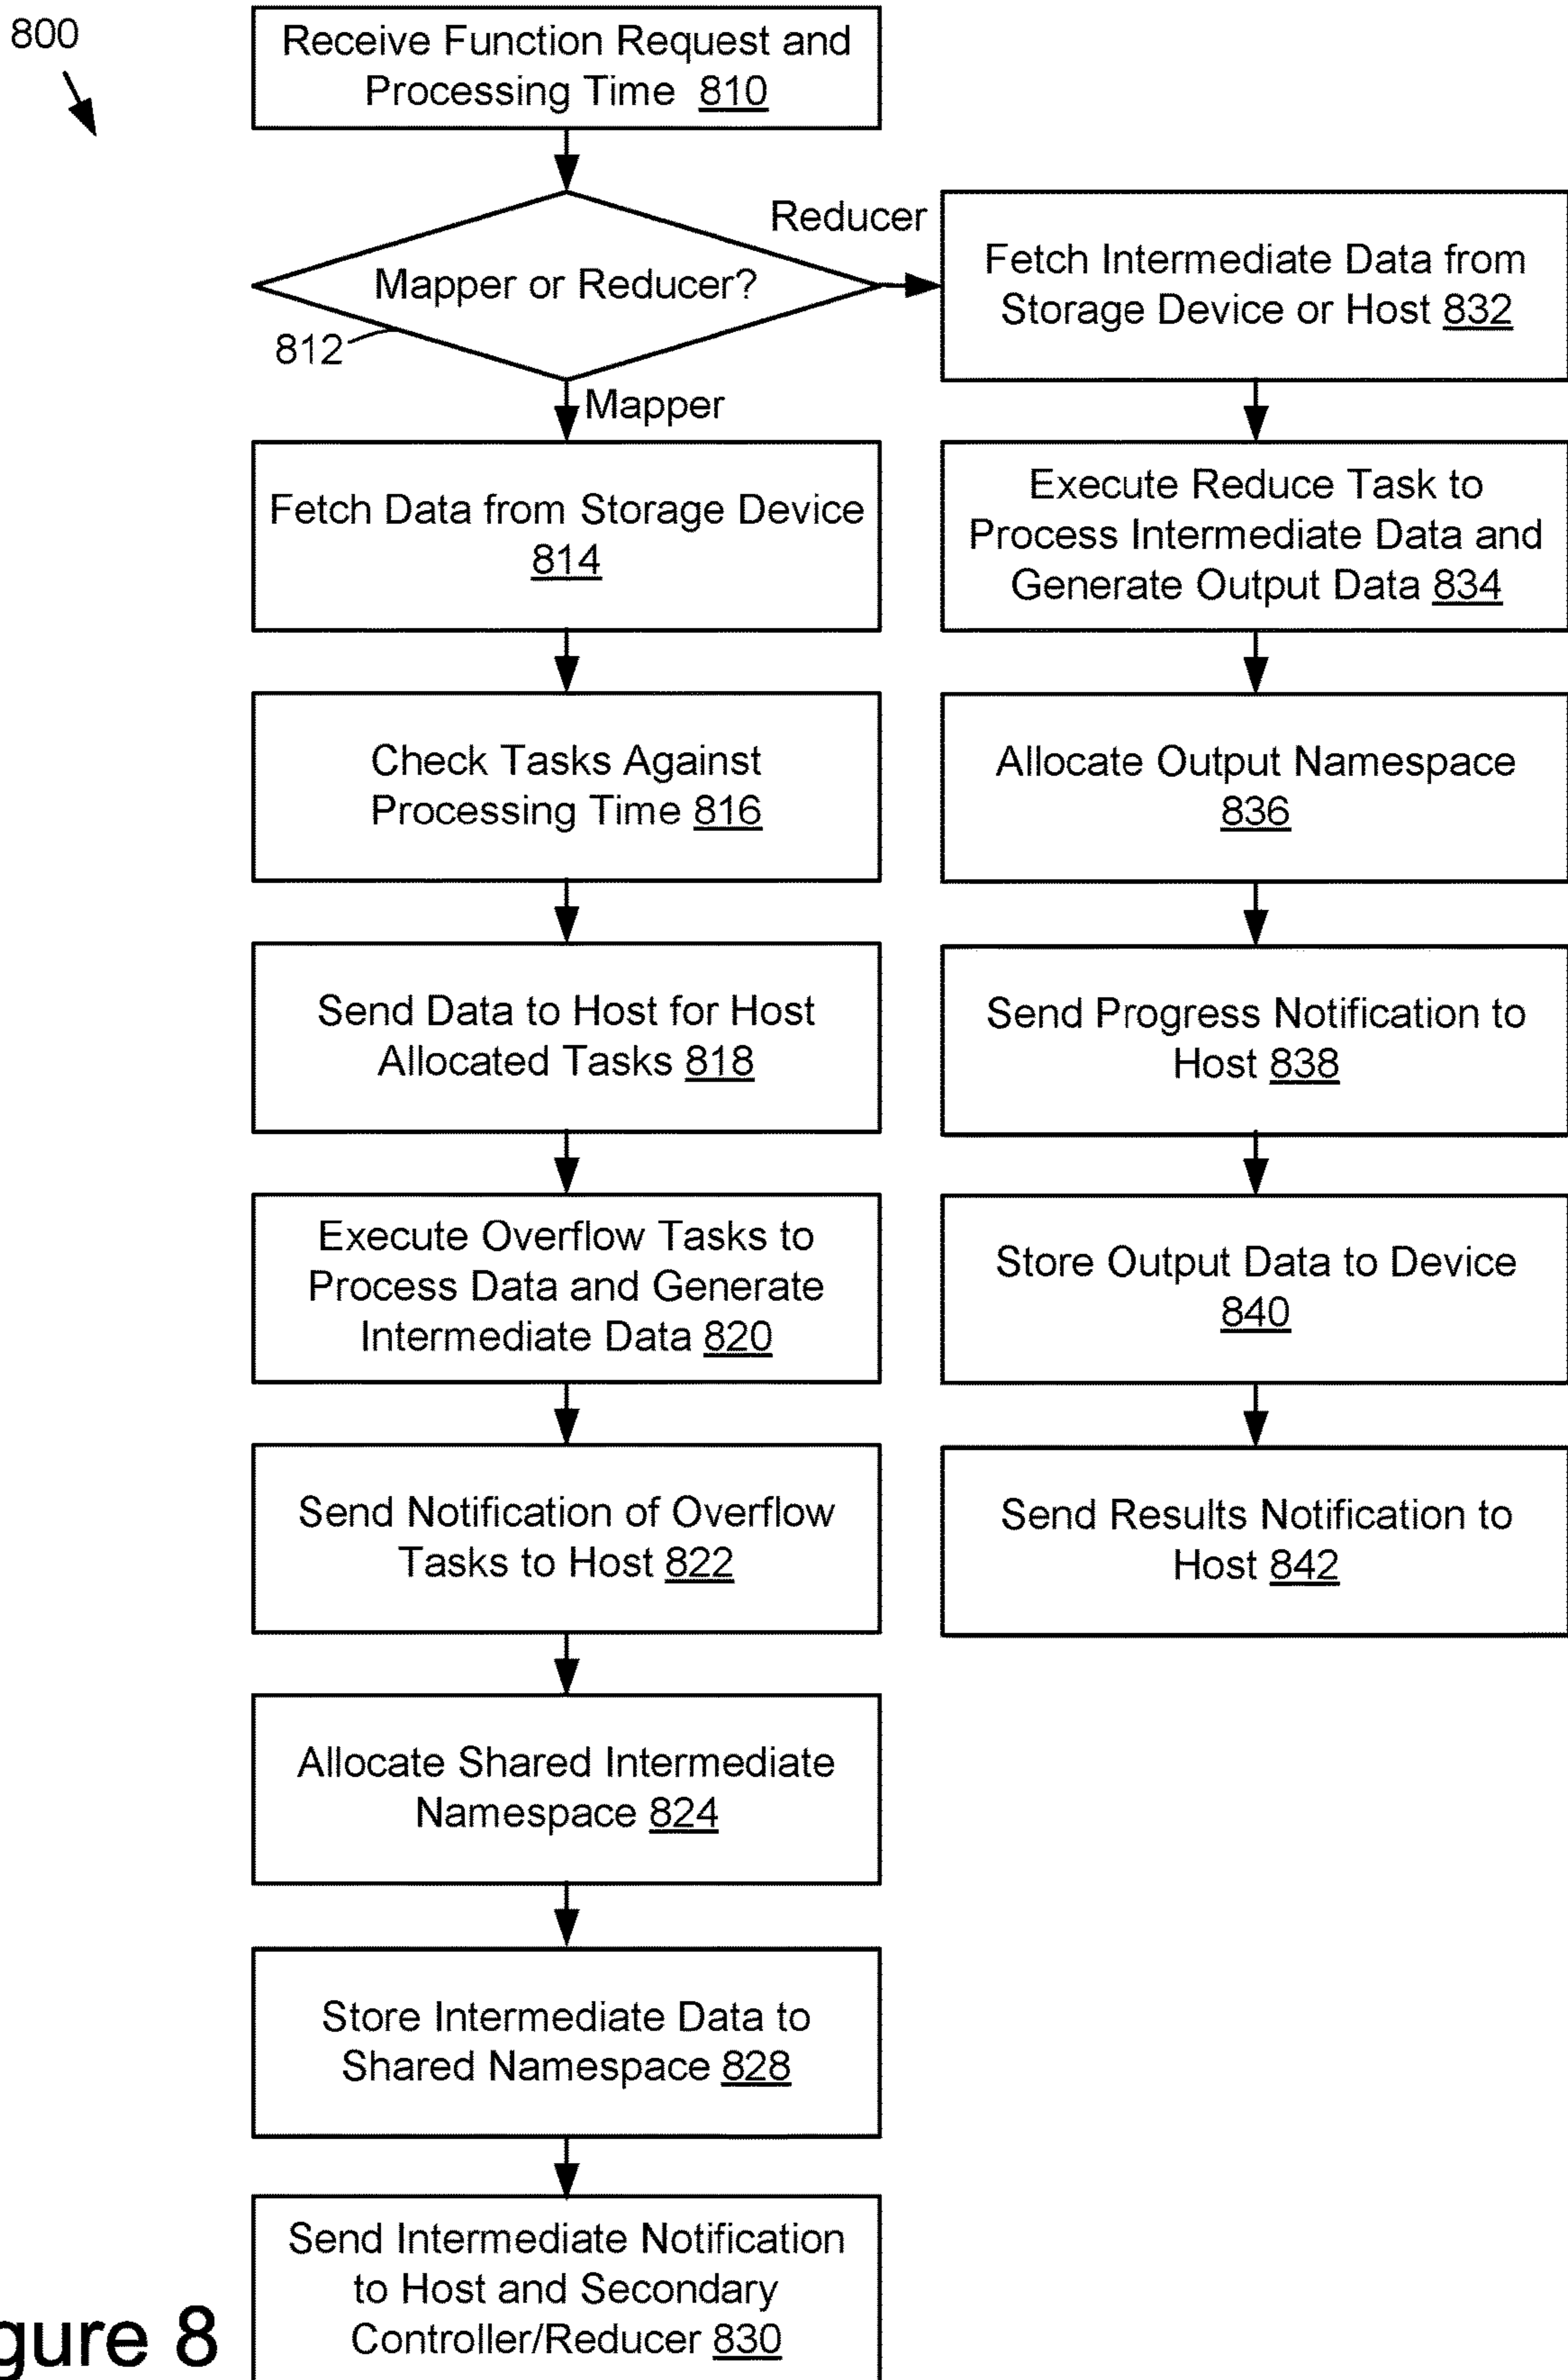 800
Receive Function Request and
Processing Time 810
Mapper or Reducer?
812
Reducer
Mapper
Fetch Data from Storage Device
814
Check Tasks Against
Processing Time 816
Send Data to Host for Host
Allocated Tasks 818
Execute Overflow Tasks to
Process Data and Generate
Intermediate Data 820
Send Notification of Overflow
Tasks to Host 822
Allocate Shared Intermediate
Namespace 824
Store Intermediate Data to
Shared Namespace 828
Send Intermediate Notification
to Host and Secondary
Controller/Reducer 830
Fetch Intermediate Data from
Storage Device or Host 832
Execute Reduce Task to
Process Intermediate Data and
Generate Output Data 834
Allocate Output Namespace
836
Send Progress Notification to
Host 838
Store Output Data to Device
840
Send Results Notification to
Host 842
gure 8